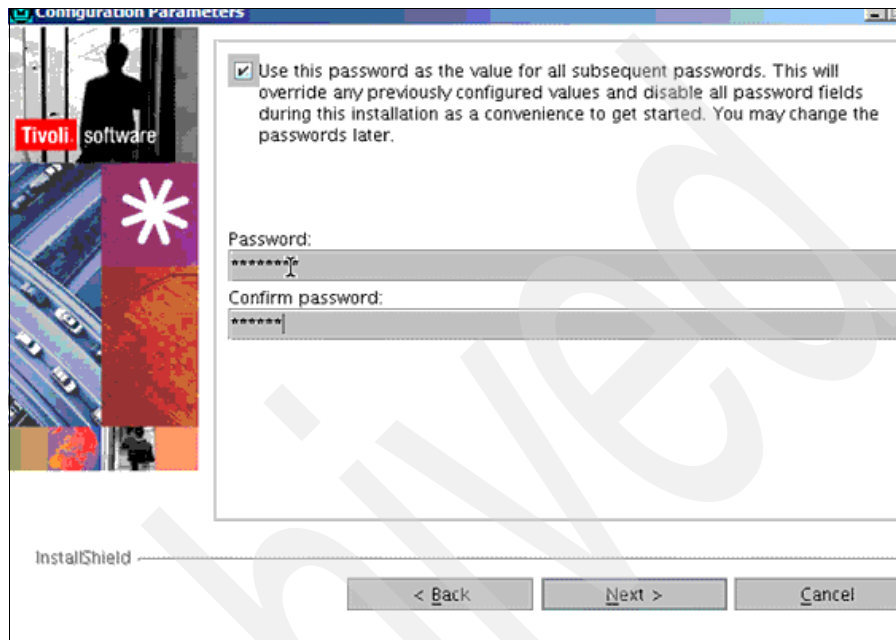 Configuration Parameters
Use this password as the value for all subsequent passwords. This will
override any previously configured values and disable all password fields
during this installation as a convenience to get started. You may change the
passwords later.
Tivoli software
Password:
********
Confirm password:
******
InstallShield
< Back
Next >
Cancel
hived